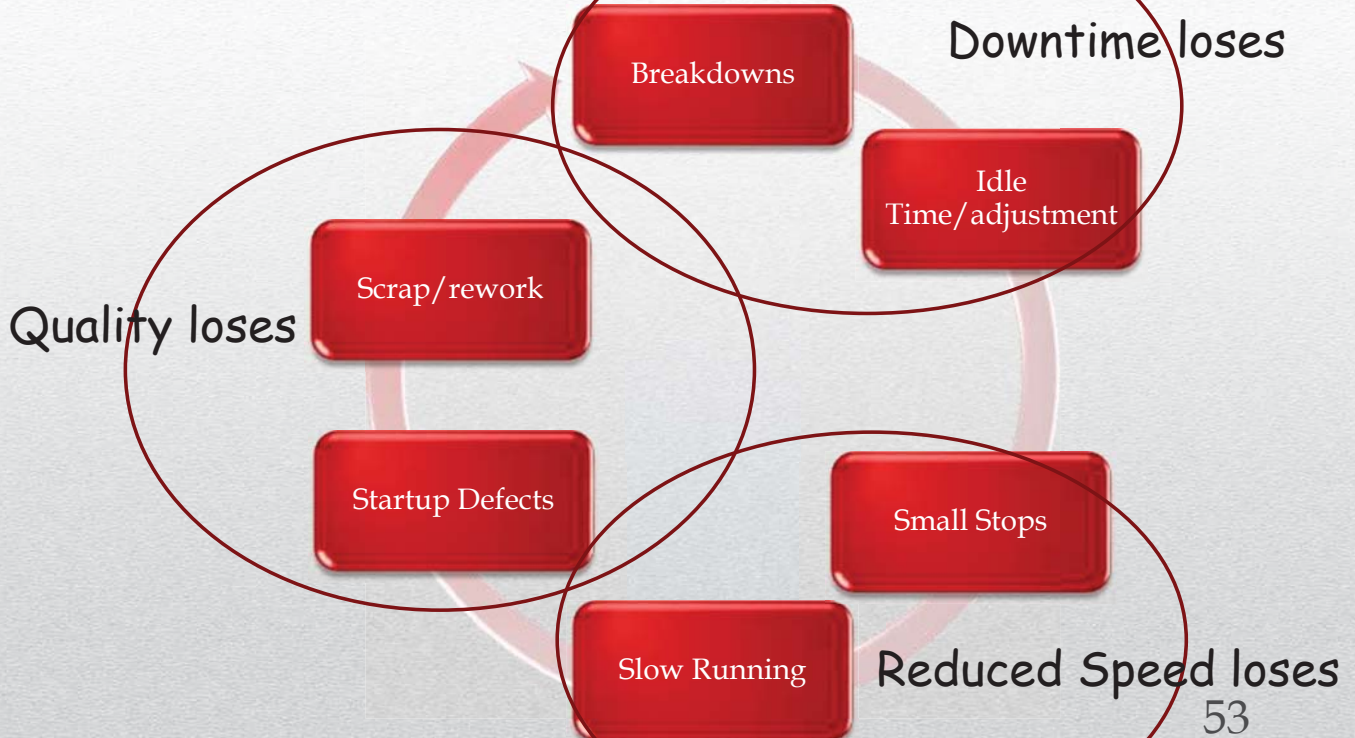 Downtime loses
Breakdowns
Idle
Time/adjustment
Scrap/rework
Quality loses
Startup Defects
Small Stops
Slow Running
Reduced Speed loses
53